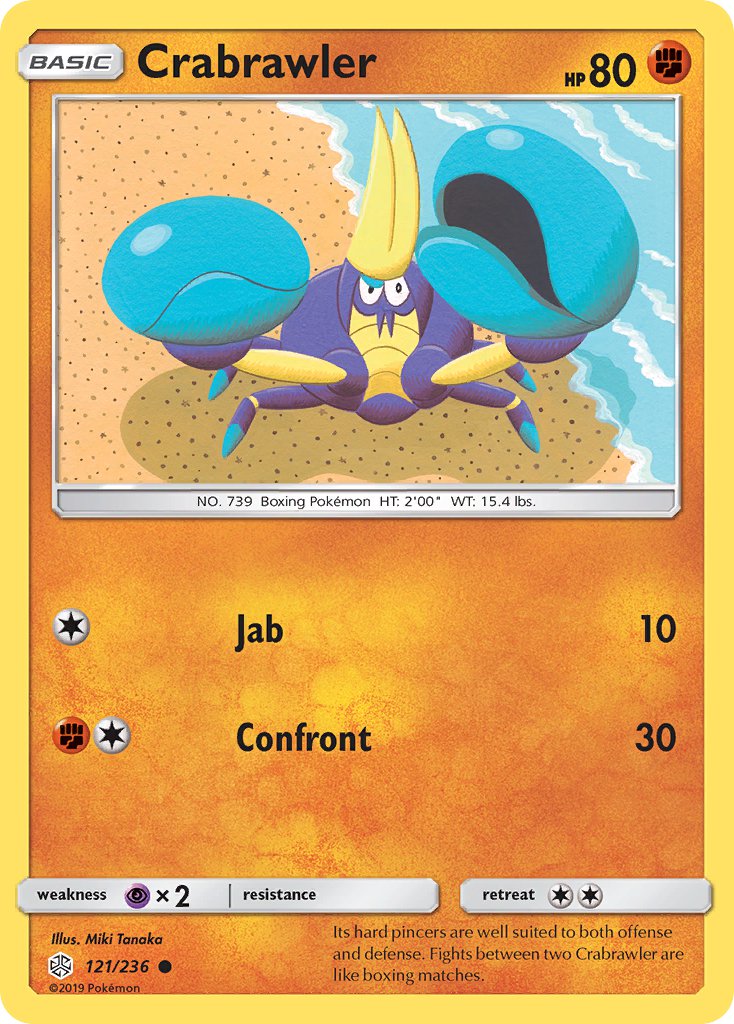 BASIC Crabrawler HP 80
NO. 739 Boxing Pokémon HT: 2'00" WT: 15.4 lbs.
Jab 10
Confront 30
weakness × 2 resistance retreat
Illus. Miki Tanaka
121/236
©2019 Pokémon
Its hard pincers are well suited to both offense
and defense. Fights between two Crabrawler are
like boxing matches.